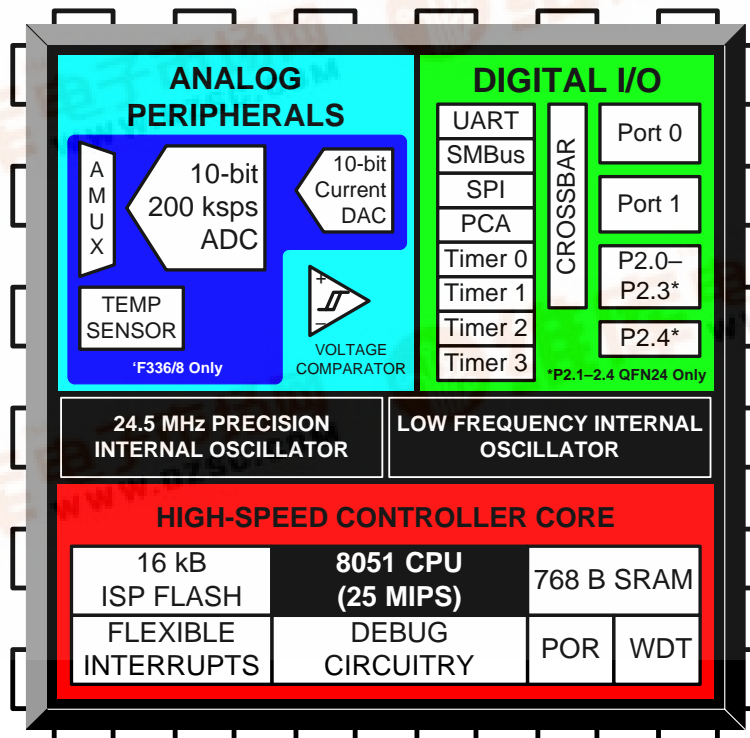 ANALOG
PERIPHERALS
A
M
U
X
10-bit
200 ksps
ADC
10-bit
Current
DAC
TEMP
SENSOR
+
–
VOLTAGE
COMPARATOR
‘F336/8 Only
DIGITAL I/O
UART
SMBus
SPI
PCA
Timer 0
Timer 1
Timer 2
Timer 3
CROSSBAR
Port 0
Port 1
P2.0–
P2.3*
P2.4*
*P2.1–2.4 QFN24 Only
24.5 MHz PRECISION
INTERNAL OSCILLATOR
LOW FREQUENCY INTERNAL
OSCILLATOR
HIGH-SPEED CONTROLLER CORE
16 kB
ISP FLASH
8051 CPU
(25 MIPS)
768 B SRAM
FLEXIBLE
INTERRUPTS
DEBUG
CIRCUITRY
POR
WDT